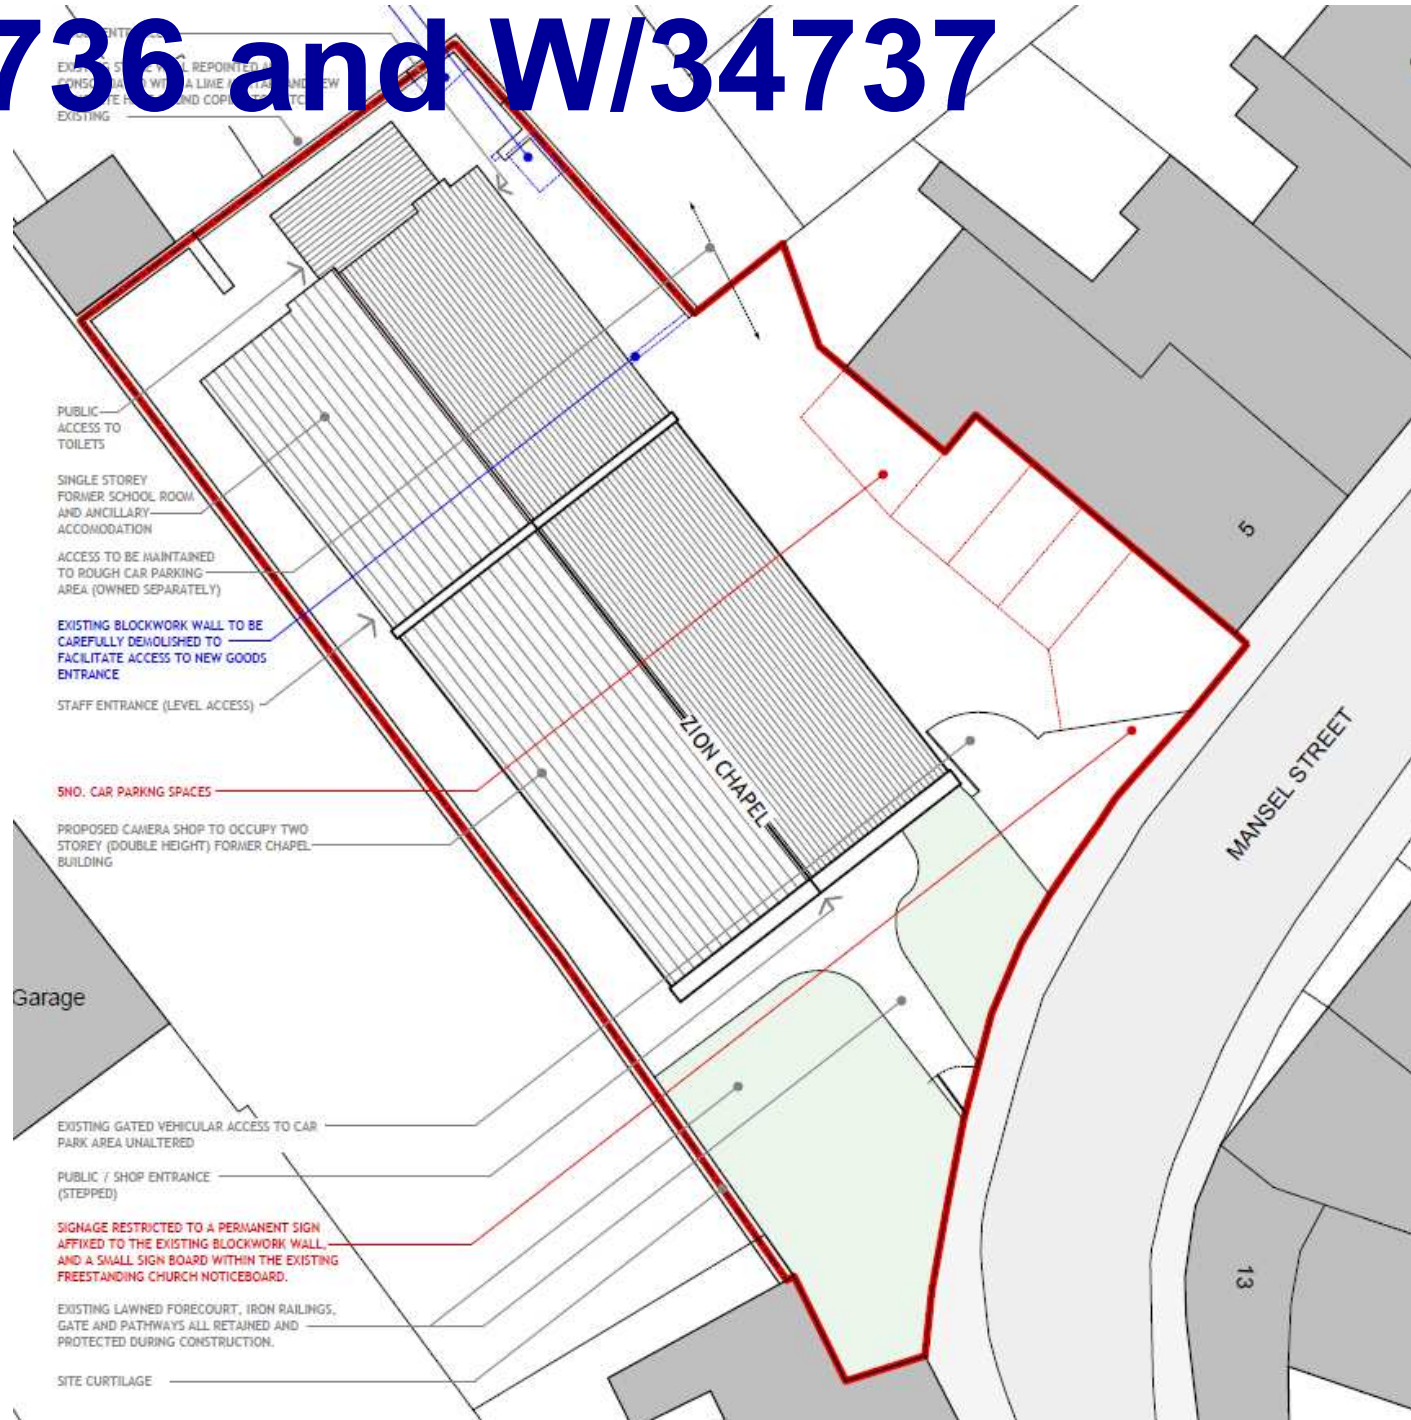 736 and W/34737
EXISTING
REPOINTED
PUBLIC
ACCESS TO
TOILETS
SINGLE STOREY
FORMER SCHOOL ROOM
AND ANCILLARY
ACCOMODATION
ACCESS TO BE MAINTAINED
TO ROUGH CAR PARKING
AREA (OWNED SEPARATELY)
EXISTING BLOCKWORK WALL TO BE
CAREFULLY DEMOLISHED TO
FACILITATE ACCESS TO NEW GOODS
ENTRANCE
STAFF ENTRANCE (LEVEL ACCESS)
5NO. CAR PARKNG SPACES
PROPOSED CAMERA SHOP TO OCCUPY TWO
STOREY (DOUBLE HEIGHT) FORMER CHAPEL
BUILDING
ZION CHAPEL
5
MANSEL STREET
Garage
EXISTING GATED VEHICULAR ACCESS TO CAR
PARK AREA UNALTERED
PUBLIC / SHOP ENTRANCE
(STEPPED)
SIGNAGE RESTRICTED TO A PERMANENT SIGN
AFFIXED TO THE EXISTING BLOCKWORK WALL,
AND A SMALL SIGN BOARD WITHIN THE EXISTING
FREESTANDING CHURCH NOTICEBOARD.
13
EXISTING LAWNED FORECOURT, IRON RAILINGS,
GATE AND PATHWAYS ALL RETAINED AND
PROTECTED DURING CONSTRUCTION.
SITE CURTILAGE